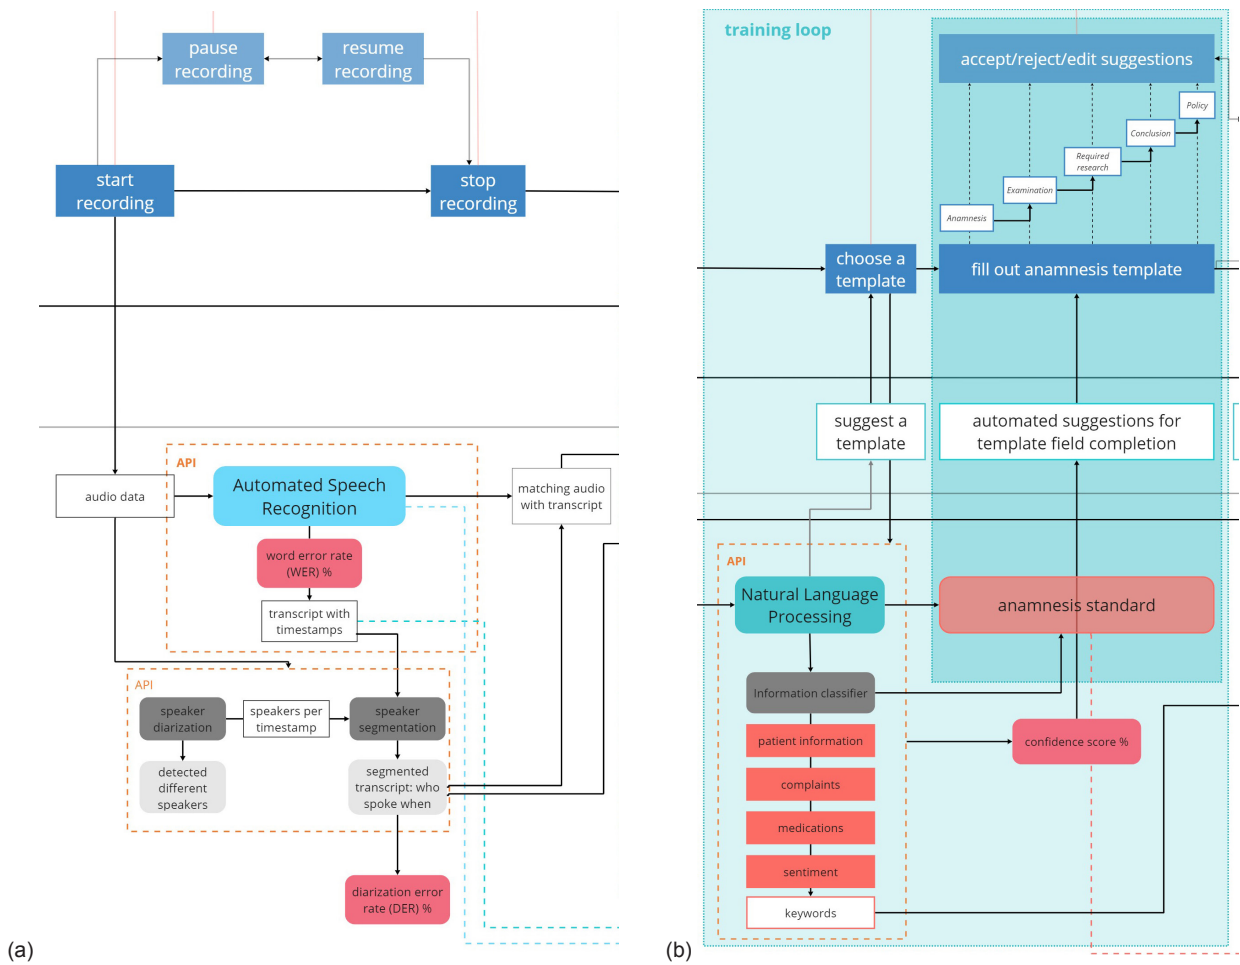 pause
recording
resume
recording
start
recording
stop
recording
API
audio data
Automated Speech
Recognition
matching audio
with transcript
word error rate
(WER) %
transcript with
timestamps
API
speaker
diarization
speakers per
timestamp
speaker
segmentation
detected
different
speakers
segmented
transcript: who
spoke when
diarization error
rate (DER) %
(a)
training loop
accept/reject/edit suggestions
Policy
Conclusion
Required
research
Examination
Anamnesis
choose a
template
fill out anamnesis template
suggest a
template
automated suggestions for
template field completion
API
Natural Language
Processing
anamnesis standard
Information classifier
patient information
confidence score %
complaints
medications
sentiment
keywords
(b)